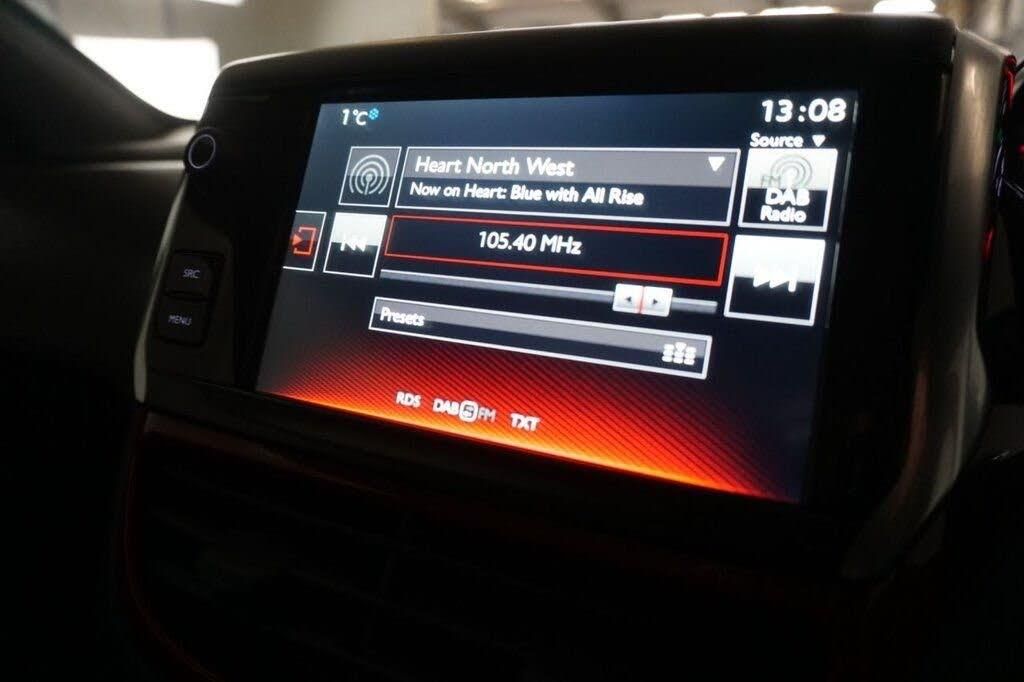 1°C
13:08
Source
Heart North West
Now on Heart: Blue with All Rise
FM
DAB
Radio
105.40 MHz
SRC
MENU
Presets
RDS DAB S FM TXT